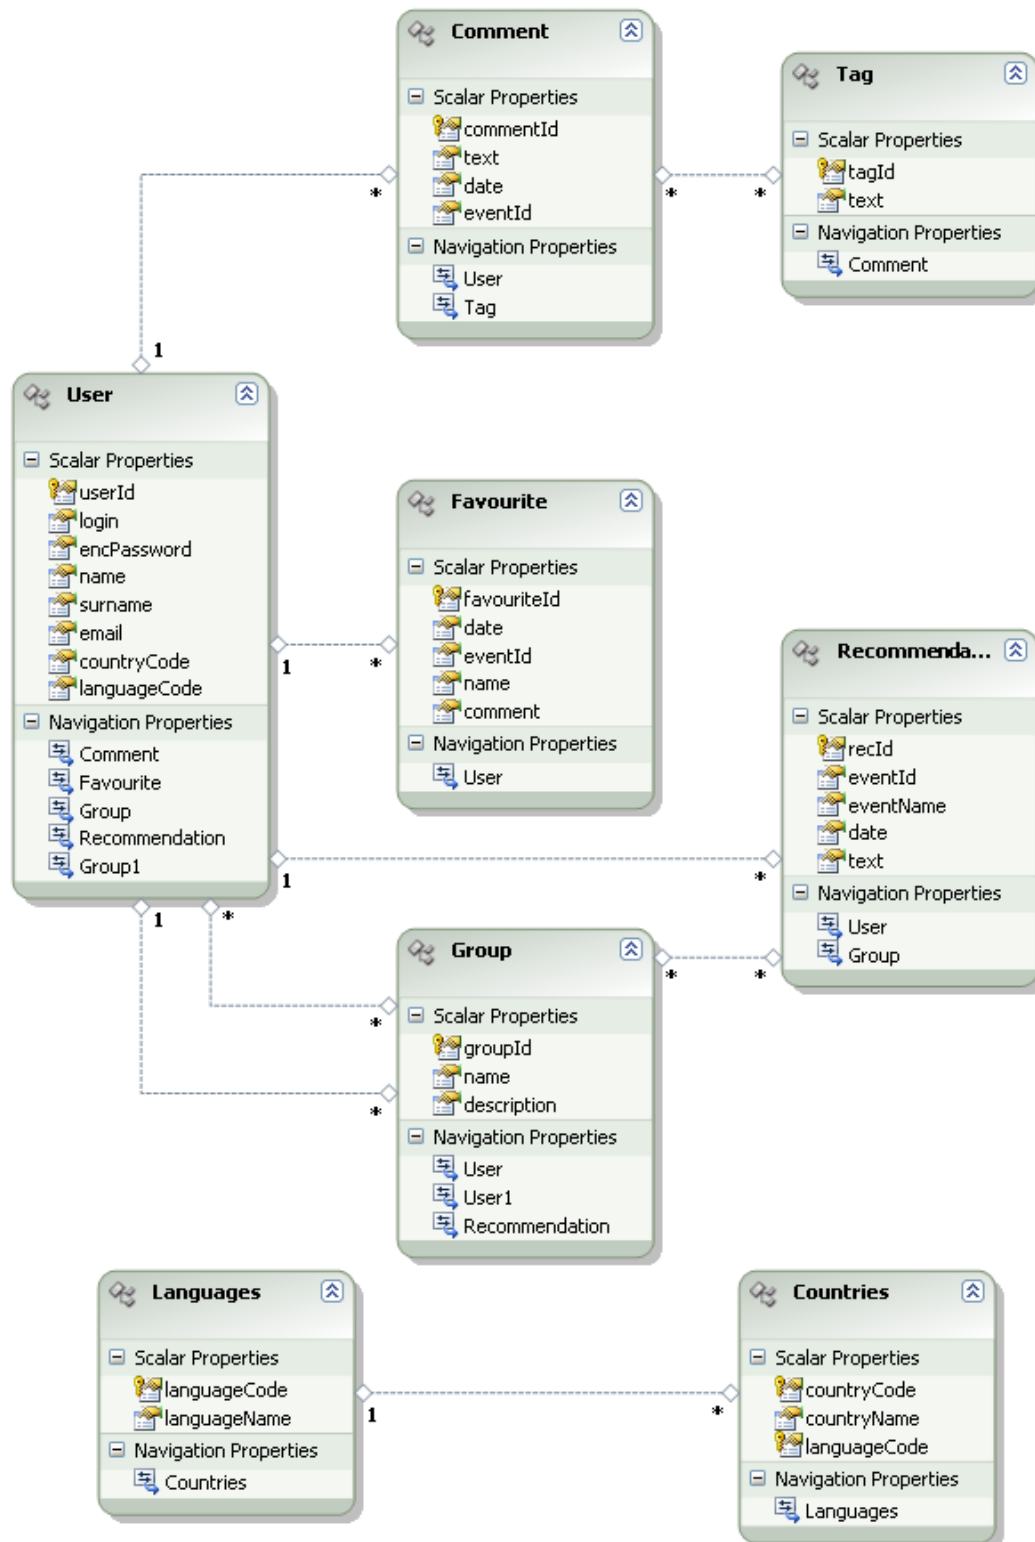 Comment
Scalar Properties
commentId
text
date
eventId
Navigation Properties
User
Tag
*
*
*
Tag
Scalar Properties
tagId
text
Navigation Properties
Comment
1
User
Scalar Properties
userId
login
encPassword
name
surname
email
countryCode
languageCode
Navigation Properties
Comment
Favourite
Group
Recommendation
Group1
1
*
1
1
*
Favourite
Scalar Properties
favouriteId
date
eventId
name
comment
Navigation Properties
User
Recommenda...
Scalar Properties
recId
eventId
eventName
date
text
Navigation Properties
User
Group
*
*
*
*
*
Group
Scalar Properties
groupId
name
description
Navigation Properties
User
User1
Recommendation
Languages
Scalar Properties
languageCode
languageName
Navigation Properties
Countries
1
*
Countries
Scalar Properties
countryCode
countryName
languageCode
Navigation Properties
Languages